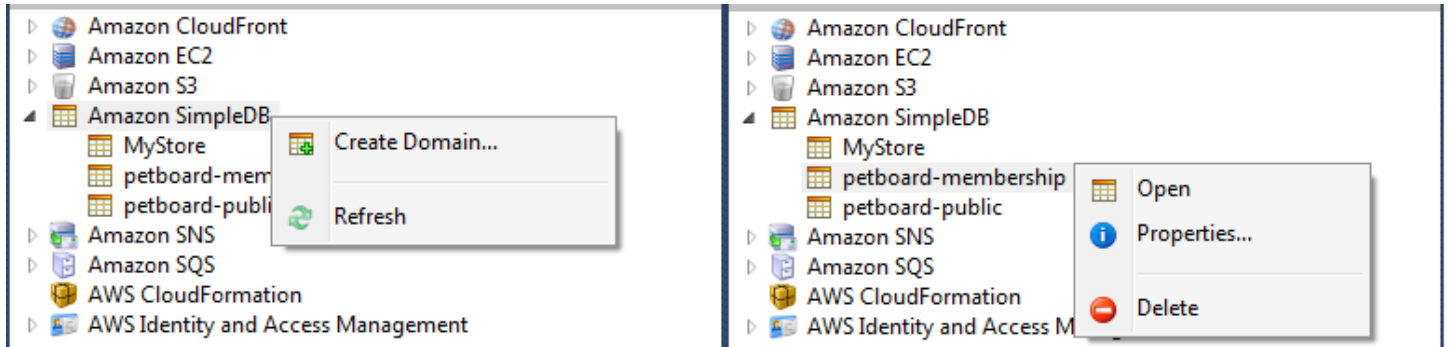 Amazon CloudFront
Amazon EC2
Amazon S3
Amazon SimpleDB
MyStore
petboard-mem
petboard-publi
Amazon SNS
Amazon SQS
AWS CloudFormation
AWS Identity and Access Management
Create Domain...
Refresh
Amazon CloudFront
Amazon EC2
Amazon S3
Amazon SimpleDB
MyStore
petboard-membership
petboard-public
Amazon SNS
Amazon SQS
AWS CloudFormation
AWS Identity and Access M
Open
Properties...
Delete